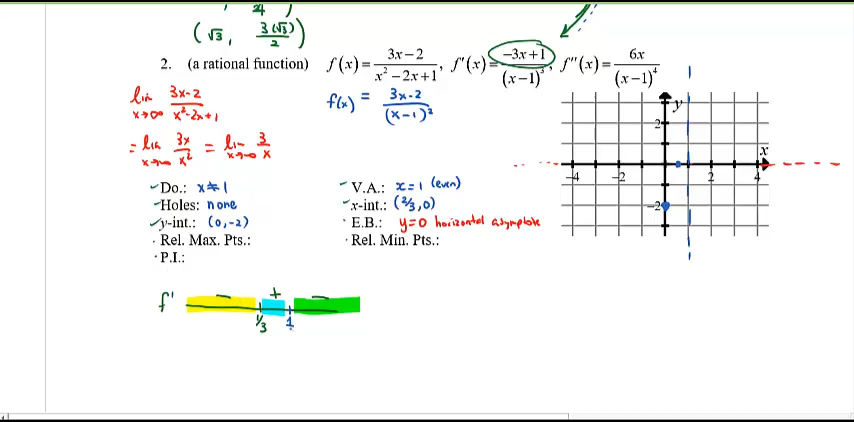 (√3, 3(√3)/2)
2. (a rational function) f(x) = (3x−2)/(x²−2x+1), f′(x) = (−3x+1)/(x−1)³, f″(x) = 6x/(x−1)⁴
lim x→∞ (3x−2)/(x²−2x+1)
f(x) = (3x−2)/(x−1)²
= lim x→∞ 3x/x² = lim x→∞ 3/x
Do.: x≠1
V.A.: x=1 (even)
Holes: none
x-int.: (2/3, 0)
y-int.: (0, −2)
E.B.: y=0 horizontal asymptote
Rel. Max. Pts.:
Rel. Min. Pts.:
P.I.:
f′ − + −
1/3 1
y
2
x
−4 −2 0 2 4
−2